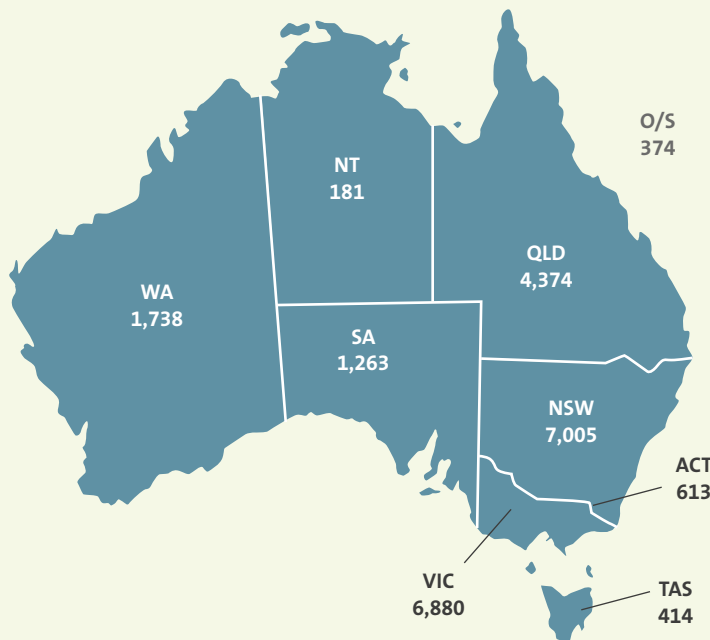 O/S
374
NT
181
QLD
4,374
WA
1,738
SA
1,263
NSW
7,005
ACT
613
VIC
6,880
TAS
414